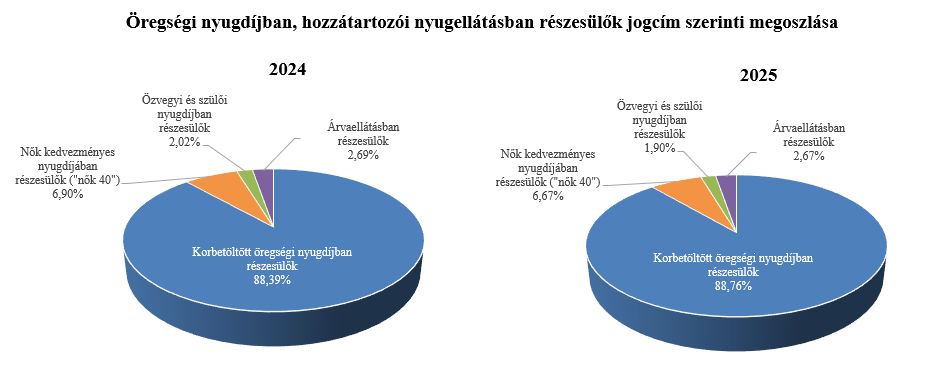 Öregségi nyugdíjban, hozzátartozói nyugellátásban részesülők jogcím szerinti megoszlása
2024
Özvegyi és szülői
nyugdíjban
részesülők
2,02%
Árvaellátásban
részesülők
2,69%
Nők kedvezményes
nyugdíjában
részesülők ("nők 40")
6,90%
Korbetöltött öregségi nyugdíjban
részesülők
88,39%
2025
Özvegyi és szülői
nyugdíjban
részesülők
1,90%
Árvaellátásban
részesülők
2,67%
Nők kedvezményes
nyugdíjában
részesülők ("nők 40")
6,67%
Korbetöltött öregségi nyugdíjban
részesülők
88,76%